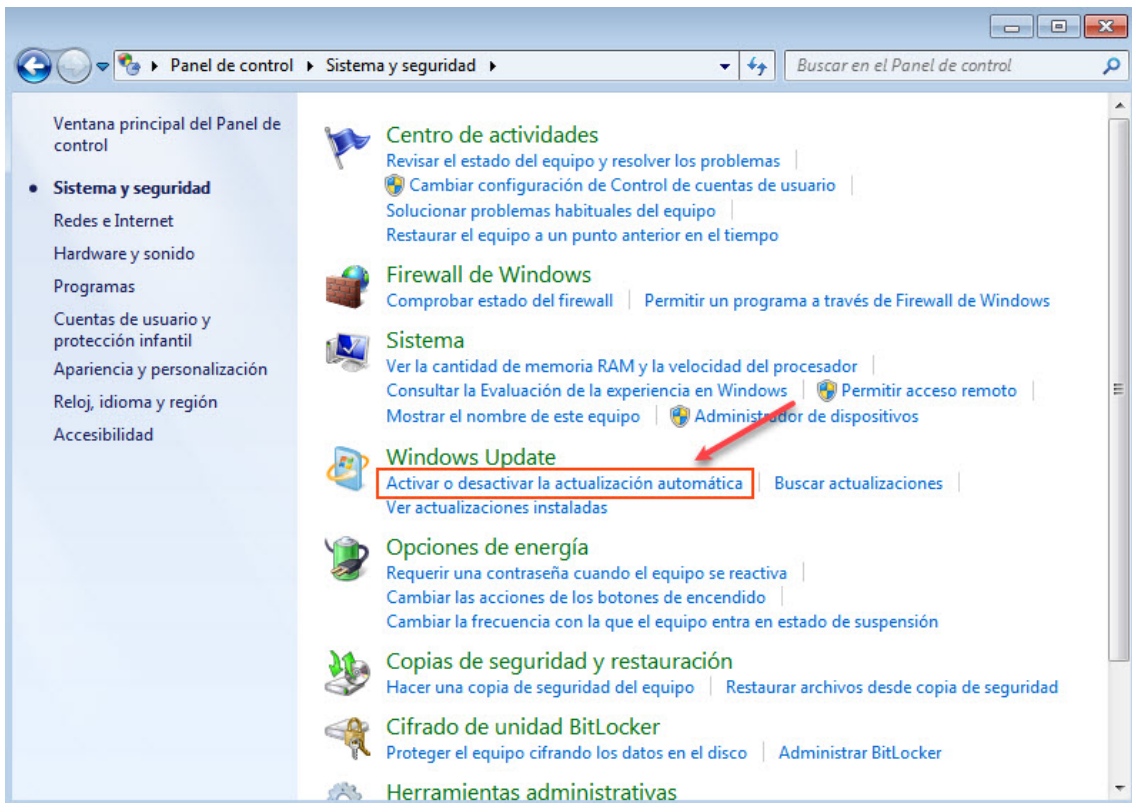 Panel de control Sistema y seguridad Buscar en el Panel de control
Ventana principal del Panel de
control
Sistema y seguridad
Redes e Internet
Hardware y sonido
Programas
Cuentas de usuario y
protección infantil
Apariencia y personalización
Reloj, idioma y región
Accesibilidad
Centro de actividades
Revisar el estado del equipo y resolver los problemas
Cambiar configuración de Control de cuentas de usuario
Solucionar problemas habituales del equipo
Restaurar el equipo a un punto anterior en el tiempo
Firewall de Windows
Comprobar estado del firewall Permitir un programa a través de Firewall de Windows
Sistema
Ver la cantidad de memoria RAM y la velocidad del procesador
Consultar la Evaluación de la experiencia en Windows Permitir acceso remoto
Mostrar el nombre de este equipo Administrador de dispositivos
Windows Update
Activar o desactivar la actualización automática Buscar actualizaciones
Ver actualizaciones instaladas
Opciones de energía
Requerir una contraseña cuando el equipo se reactiva
Cambiar las acciones de los botones de encendido
Cambiar la frecuencia con la que el equipo entra en estado de suspensión
Copias de seguridad y restauración
Hacer una copia de seguridad del equipo Restaurar archivos desde copia de seguridad
Cifrado de unidad BitLocker
Proteger el equipo cifrando los datos en el disco Administrar BitLocker
Herramientas administrativas